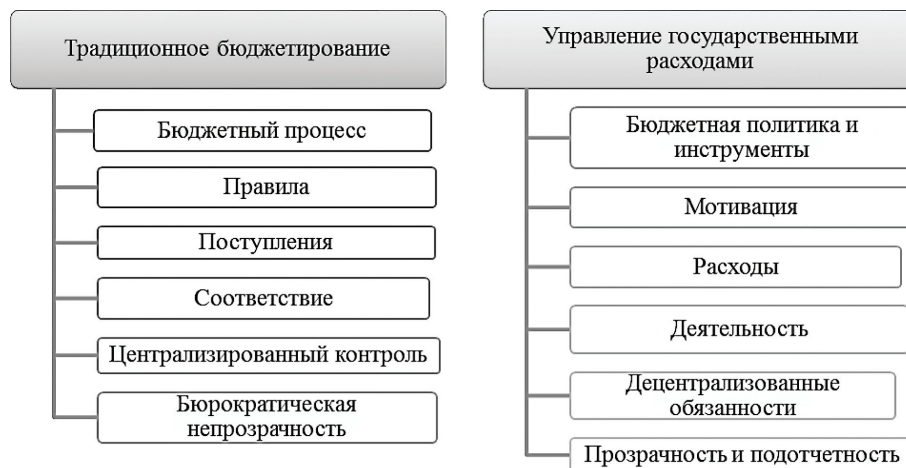 Традиционное бюджетирование
Бюджетный процесс
Правила
Поступления
Соответствие
Централизированный контроль
Бюрократическая
непрозрачность
Управление государственными
расходами
Бюджетная политика и
инструменты
Мотивация
Расходы
Деятельность
Децентрализованные
обязанности
Прозрачность и подотчетность